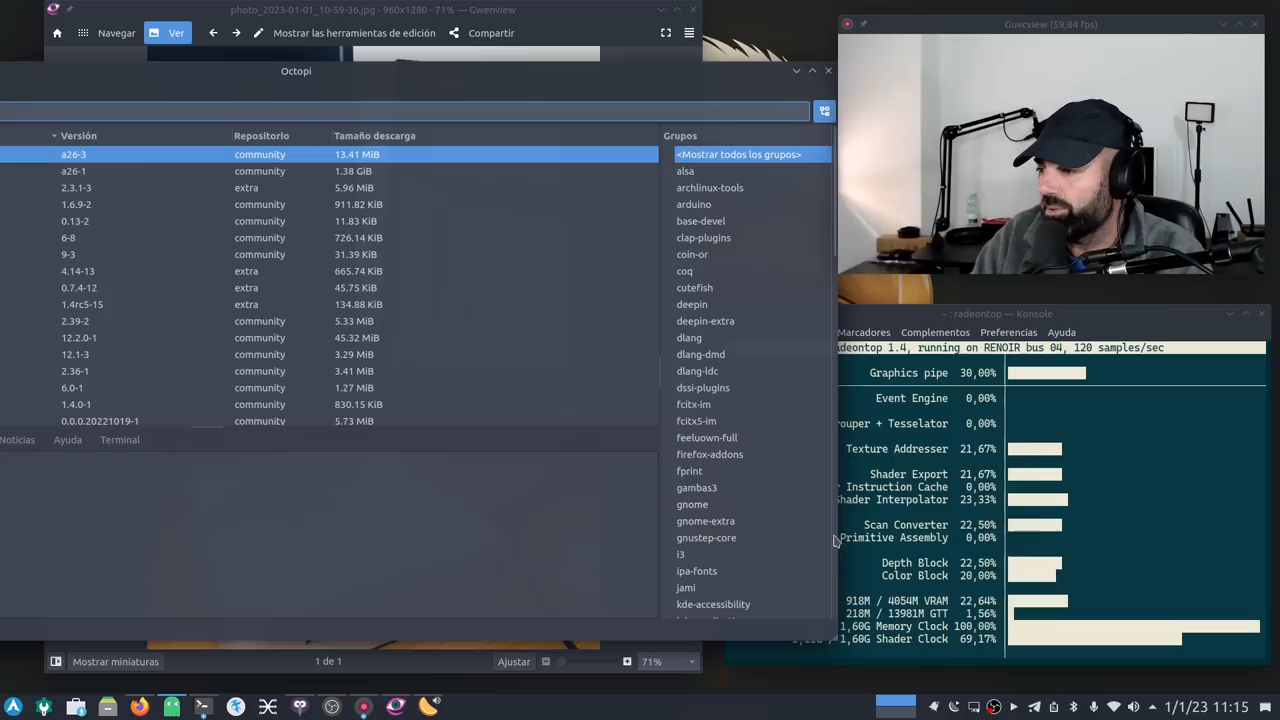 photo_2023-01-01_10-59-36.jpg - 960x1280 - 71% — Gwenview
Navegar
Ver
Mostrar las herramientas de edición
Compartir
Octopi
Versión Repositorio Tamaño descarga
a26-3 community 13.41 MiB
a26-1 community 1.38 GiB
2.3.1-3 extra 5.96 MiB
1.6.9-2 community 911.82 KiB
0.13-2 community 11.83 KiB
6-8 community 726.14 KiB
9-3 community 31.39 KiB
4.14-13 extra 665.74 KiB
0.7.4-12 extra 45.75 KiB
1.4rc5-15 extra 134.88 KiB
2.39-2 community 5.33 MiB
12.2.0-1 community 45.32 MiB
12.1-3 community 3.29 MiB
2.36-1 community 3.41 MiB
6.0-1 community 1.27 MiB
1.4.0-1 community 830.15 KiB
0.0.0.20221019-1 community 5.73 MiB
Noticias Ayuda Terminal
Grupos
<Mostrar todos los grupos>
alsa
archlinux-tools
arduino
base-devel
clap-plugins
coin-or
coq
cutefish
deepin
deepin-extra
dlang
dlang-dmd
dlang-ldc
dssi-plugins
fcitx-im
fcitx5-im
feeluown-full
firefox-addons
fprint
gambas3
gnome
gnome-extra
gnustep-core
i3
ipa-fonts
jami
kde-accessibility
Mostrar miniaturas
1 de 1
Ajustar
71%
Guvcview (59,84 fps)
~ : radeontop — Konsole
Marcadores Complementos Preferencias Ayuda
adeontop 1.4, running on RENOIR bus 04, 120 samples/sec
Graphics pipe 30,00%
Event Engine 0,00%
ouper + Tesselator 0,00%
Texture Addresser 21,67%
Shader Export 21,67%
r Instruction Cache 0,00%
Shader Interpolator 23,33%
Scan Converter 22,50%
Primitive Assembly 0,00%
Depth Block 22,50%
Color Block 20,00%
918M / 4054M VRAM 22,64%
218M / 13981M GTT 1,56%
1,60G Memory Clock 100,00%
/ 1,60G Shader Clock 69,17%
1/1/23 11:15